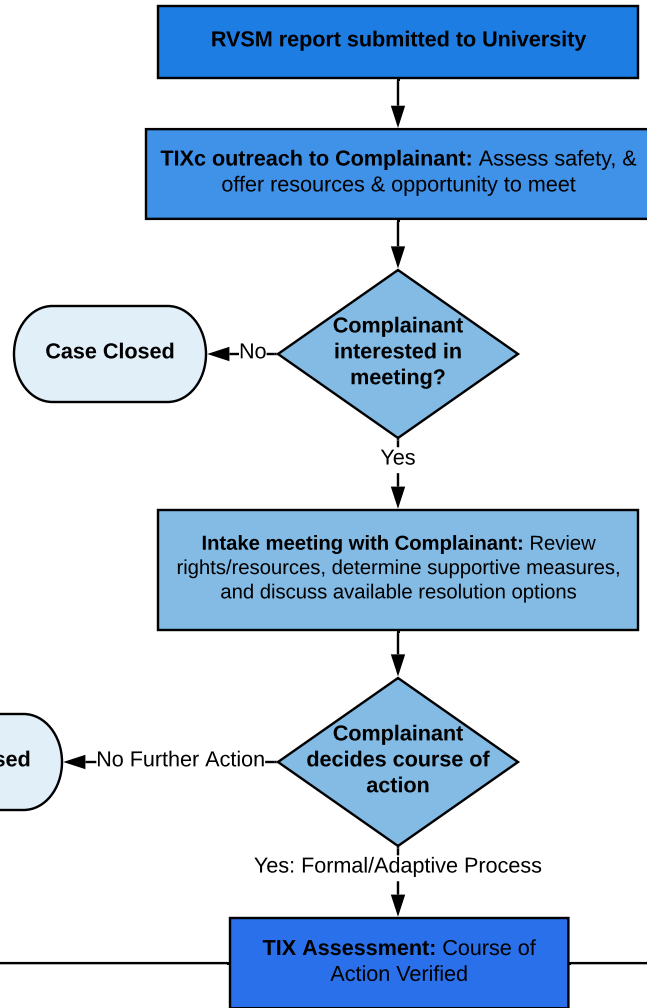 RVSM report submitted to University
TIXc outreach to Complainant: Assess safety, &
offer resources & opportunity to meet
Complainant
interested in
meeting?
No
Case Closed
Yes
Intake meeting with Complainant: Review
rights/resources, determine supportive measures,
and discuss available resolution options
Complainant
decides course of
action
No Further Action
Yes: Formal/Adaptive Process
TIX Assessment: Course of
Action Verified